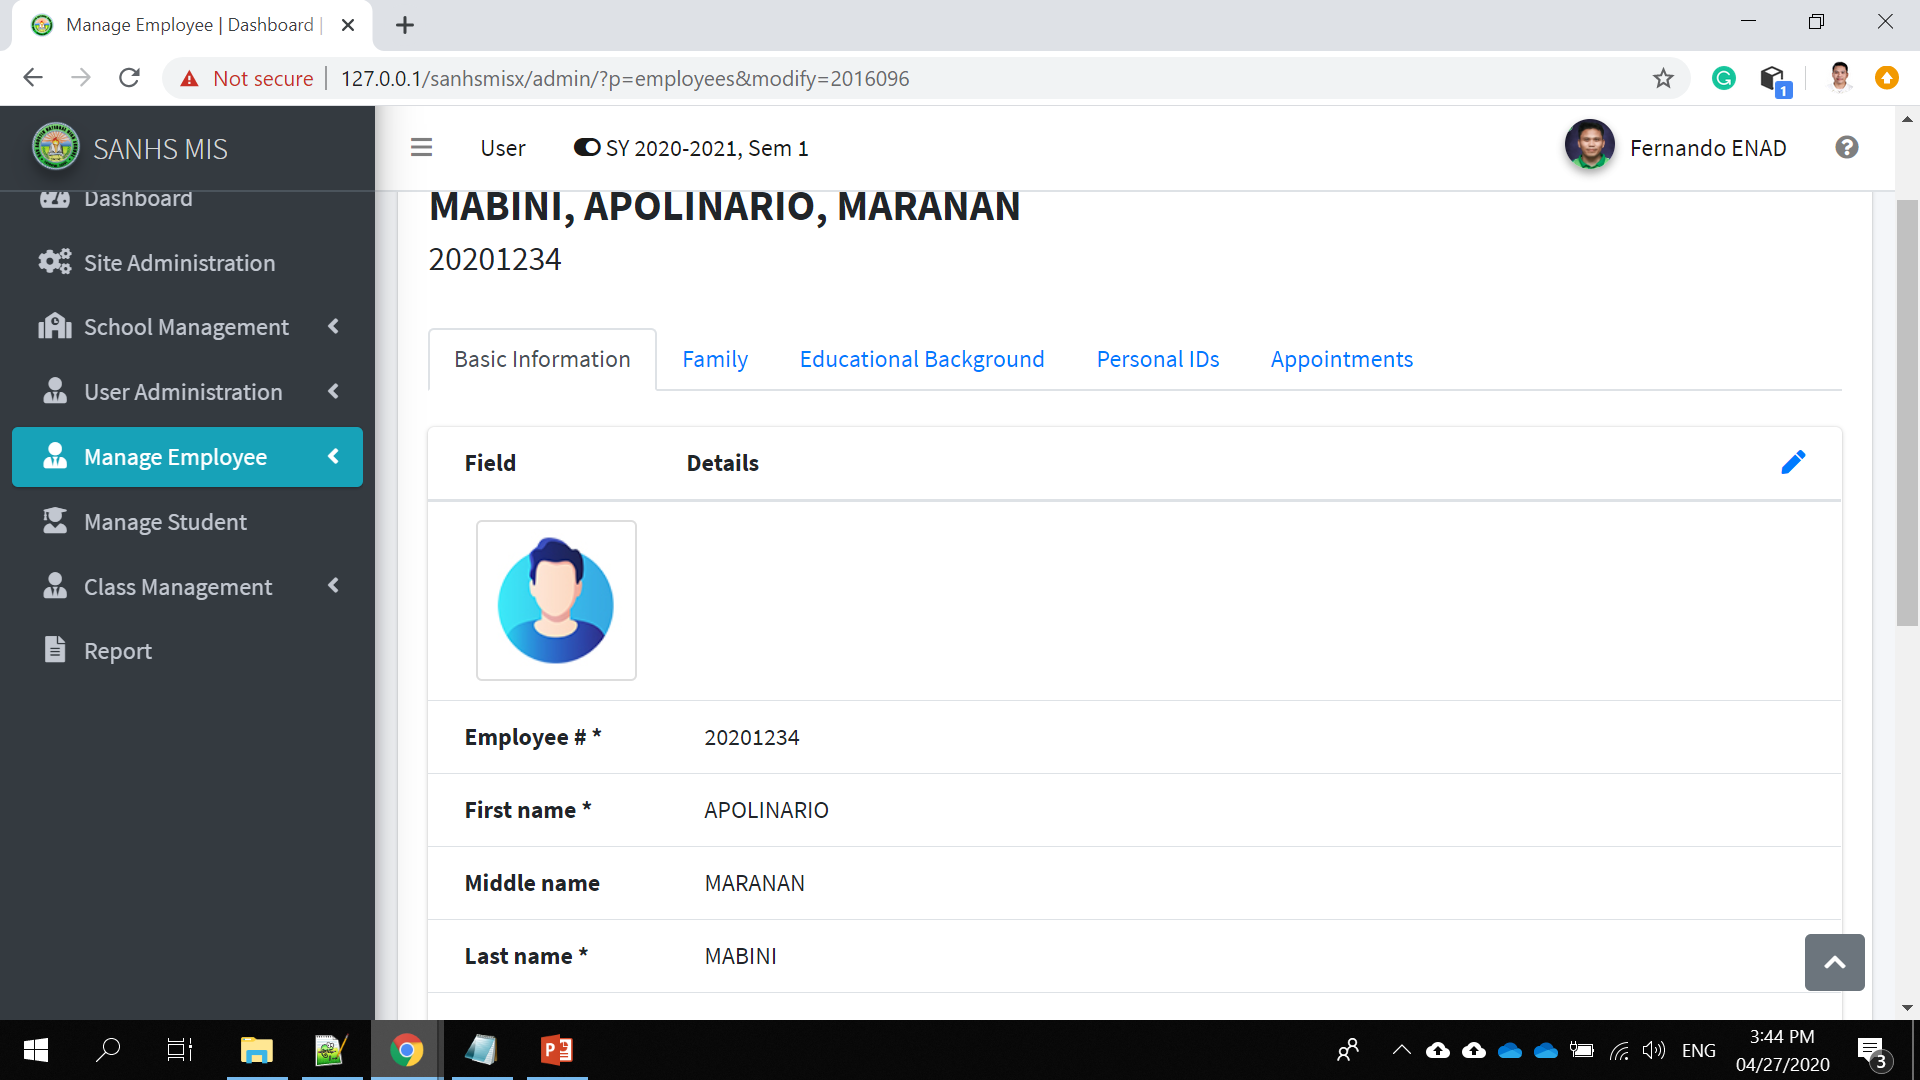 Manage Employee | Dashboard |
Not secure
127.0.0.1/sanhsmisx/admin/?p=employees&modify=2016096
1
SANHS MIS
User
SY 2020-2021, Sem 1
Fernando ENAD
Dashboard
Site Administration
School Management
User Administration
Manage Employee
Manage Student
Class Management
Report
MABINI, APOLINARIO, MARANAN
20201234
Basic Information
Family
Educational Background
Personal IDs
Appointments
Field
Details
Employee # *
20201234
First name *
APOLINARIO
Middle name
MARANAN
Last name *
MABINI
ENG
3:44 PM
04/27/2020
3